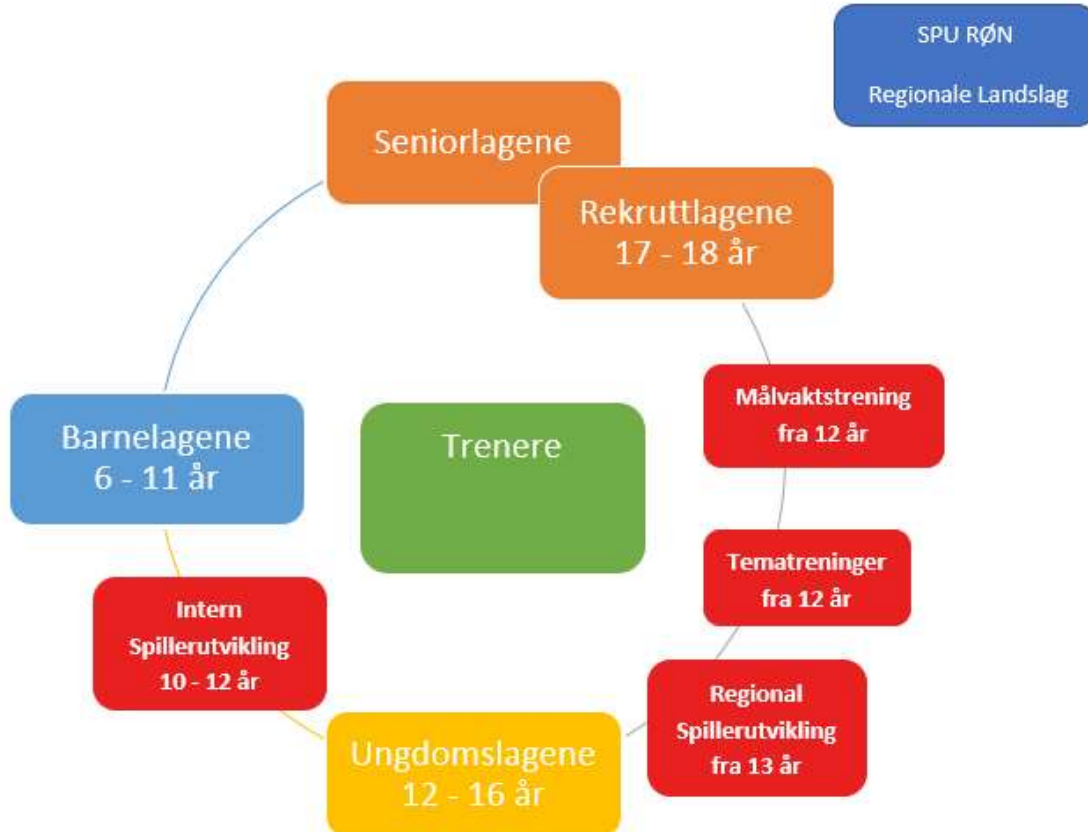 SPU RØN
Regionale Landslag
Seniorlagene
Rekruttlagene
17 - 18 år
Målvaktstrening
fra 12 år
Barnelagene
6 - 11 år
Trenere
Tematreninger
fra 12 år
Intern
Spillerutvikling
10 - 12 år
Regional
Spillerutvikling
fra 13 år
Ungdomslagene
12 - 16 år